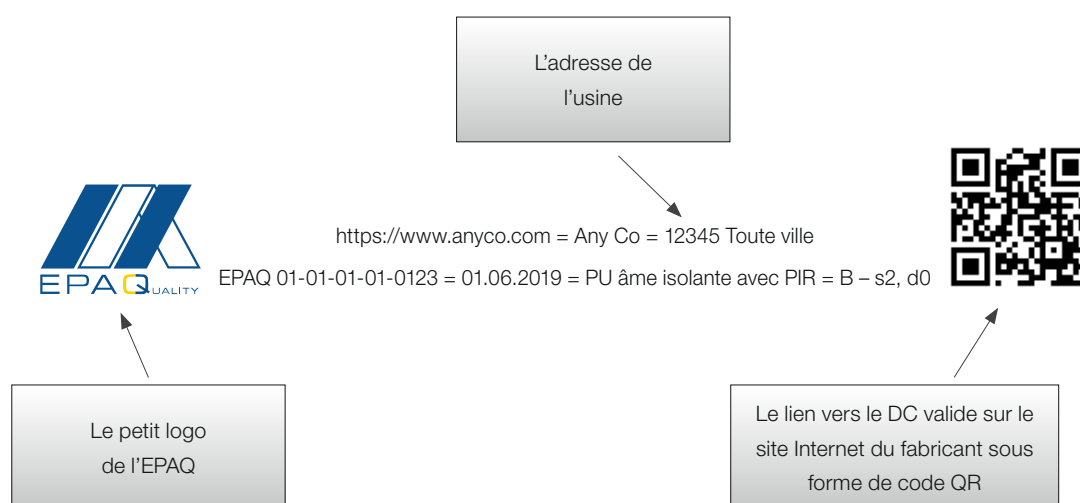 L'adresse de
l'usine
https://www.anyco.com = Any Co = 12345 Toute ville
EPAQ 01-01-01-01-0123 = 01.06.2019 = PU âme isolante avec PIR = B – s2, d0
EPAQUALITY
Le petit logo
de l'EPAQ
Le lien vers le DC valide sur le
site Internet du fabricant sous
forme de code QR